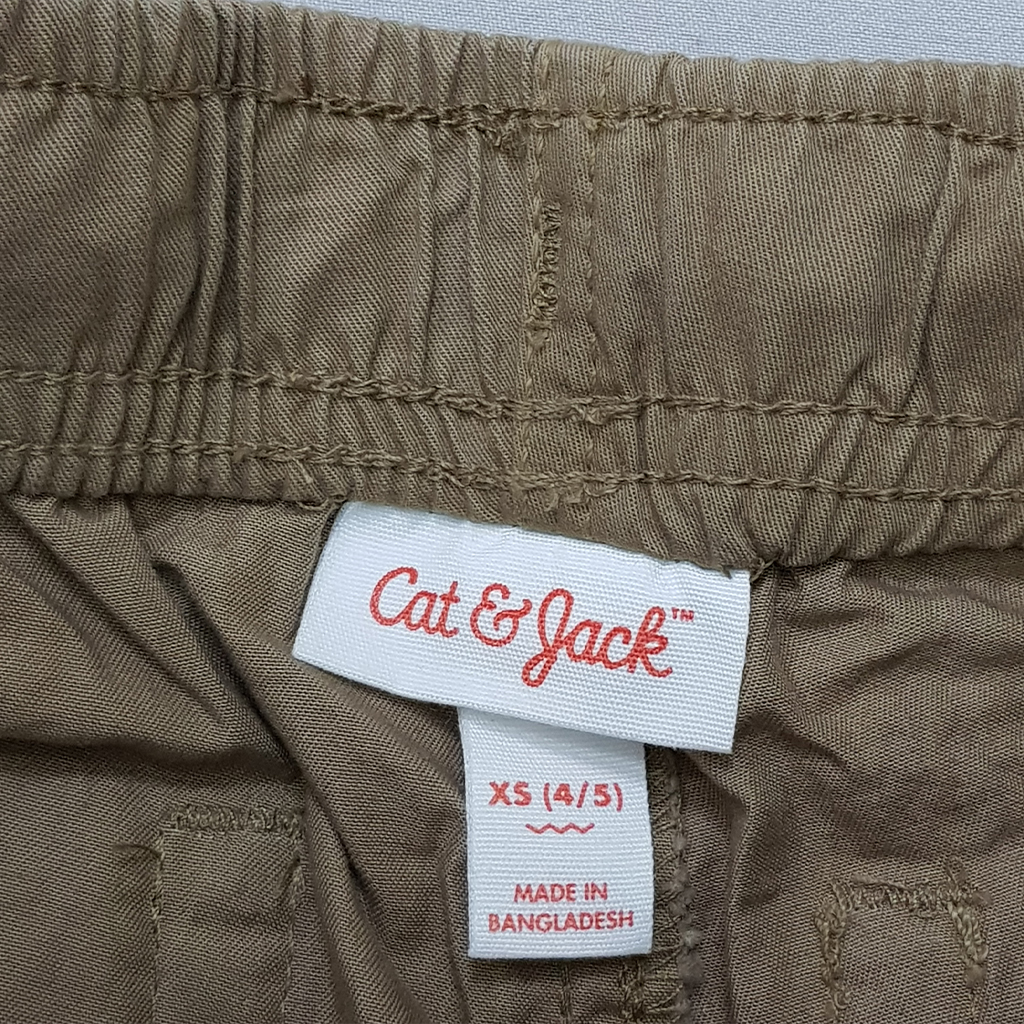 Cat & Jack™
XS (4/5)
MADE IN
BANGLADESH